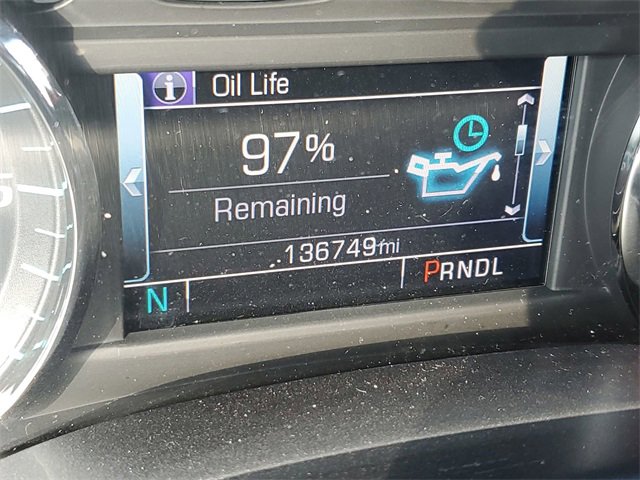 i Oil Life
97%
Remaining
136749mi
N PRNDL